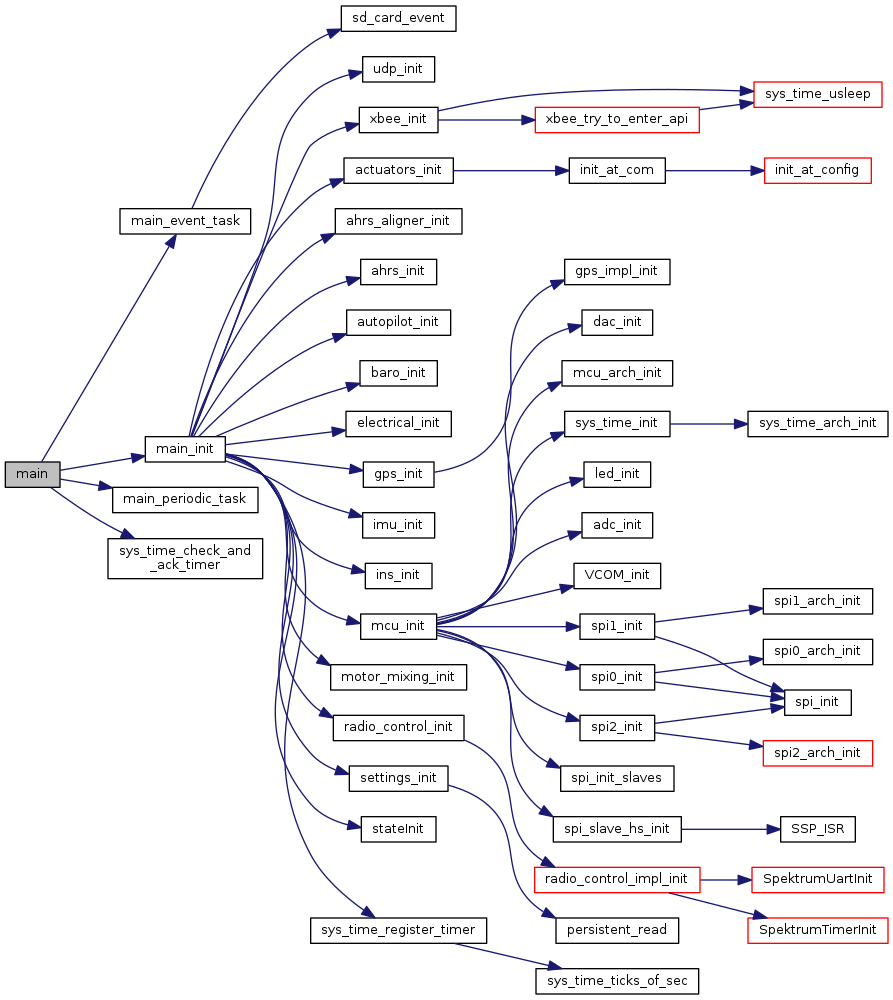 sd_card_event
udp_init
sys_time_usleep
xbee_init
xbee_try_to_enter_api
actuators_init
init_at_com
init_at_config
main_event_task
ahrs_aligner_init
ahrs_init
gps_impl_init
autopilot_init
dac_init
baro_init
mcu_arch_init
electrical_init
sys_time_init
sys_time_arch_init
main_init
main
gps_init
led_init
main_periodic_task
imu_init
adc_init
sys_time_check_and
_ack_timer
ins_init
VCOM_init
mcu_init
spi1_init
spi1_arch_init
motor_mixing_init
spi0_init
spi0_arch_init
spi_init
radio_control_init
spi2_init
spi2_arch_init
settings_init
spi_init_slaves
stateInit
spi_slave_hs_init
SSP_ISR
radio_control_impl_init
SpektrumUartInit
sys_time_register_timer
persistent_read
SpektrumTimerInit
sys_time_ticks_of_sec